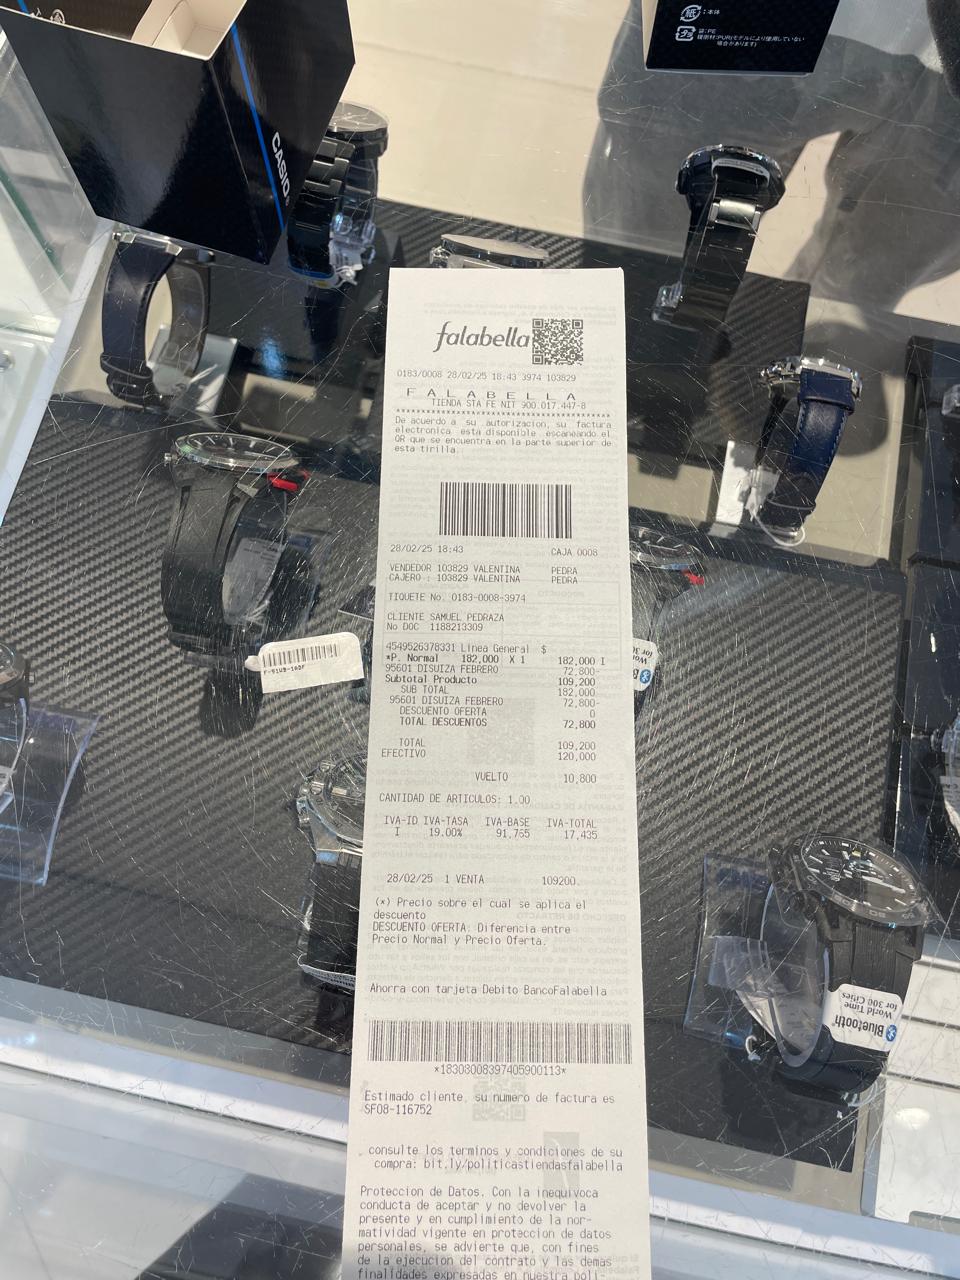 紙:本体
袋:PE
CASIO
falabella
0183/0008 28/02/25 18:43 3974 103829
FALABELLA
TIENDA STA FE NIT 900.017.447-8
De acuerdo a su autorizacion, su factura
electronica esta disponible escaneando el
QR que se encuentra en la parte superior de
esta tirilla.
28/02/25 18:43 CAJA 0008
VENDEDOR 103829 VALENTINA PEDRA
CAJERO : 103829 VALENTINA PEDRA
TIQUETE No. 0183-0008-3974
CLIENTE SAMUEL PEDRAZA
No DOC 1188213309
4549526378331 Linea General $
*P. Normal 182,000 X 1 182,000 I
95601 DISUIZA FEBRERO 72,800-
Subtotal Producto 109,200
SUB TOTAL 182,000
95601 DISUIZA FEBRERO 72,800-
DESCUENTO OFERTA 0
TOTAL DESCUENTOS 72,800
TOTAL 109,200
EFECTIVO 120,000
VUELTO 10,800
CANTIDAD DE ARTICULOS: 1.00
IVA-ID IVA-TASA IVA-BASE IVA-TOTAL
I 19.00% 91,765 17,435
28/02/25 1 VENTA 109200.
(*) Precio sobre el cual se aplica el
descuento
DESCUENTO OFERTA: Diferencia entre
Precio Normal y Precio Oferta.
Ahorra con tarjeta Debito BancoFalabella
*18308008397405900113*
Estimado cliente, su numero de factura es
SF08-116752
consulte los terminos y condiciones de su
compra: bit.ly/politicastiendasfalabella
Proteccion de Datos. Con la inequivoca
conducta de aceptar y no devolver la
presente y en cumplimiento de la nor-
matividad vigente en proteccion de datos
personales, se advierte que, con fines
de la ejecucion del contrato y las demas
finalidades expresadas en nuestra poli-
Bluetooth
World Time
for 300 Cities